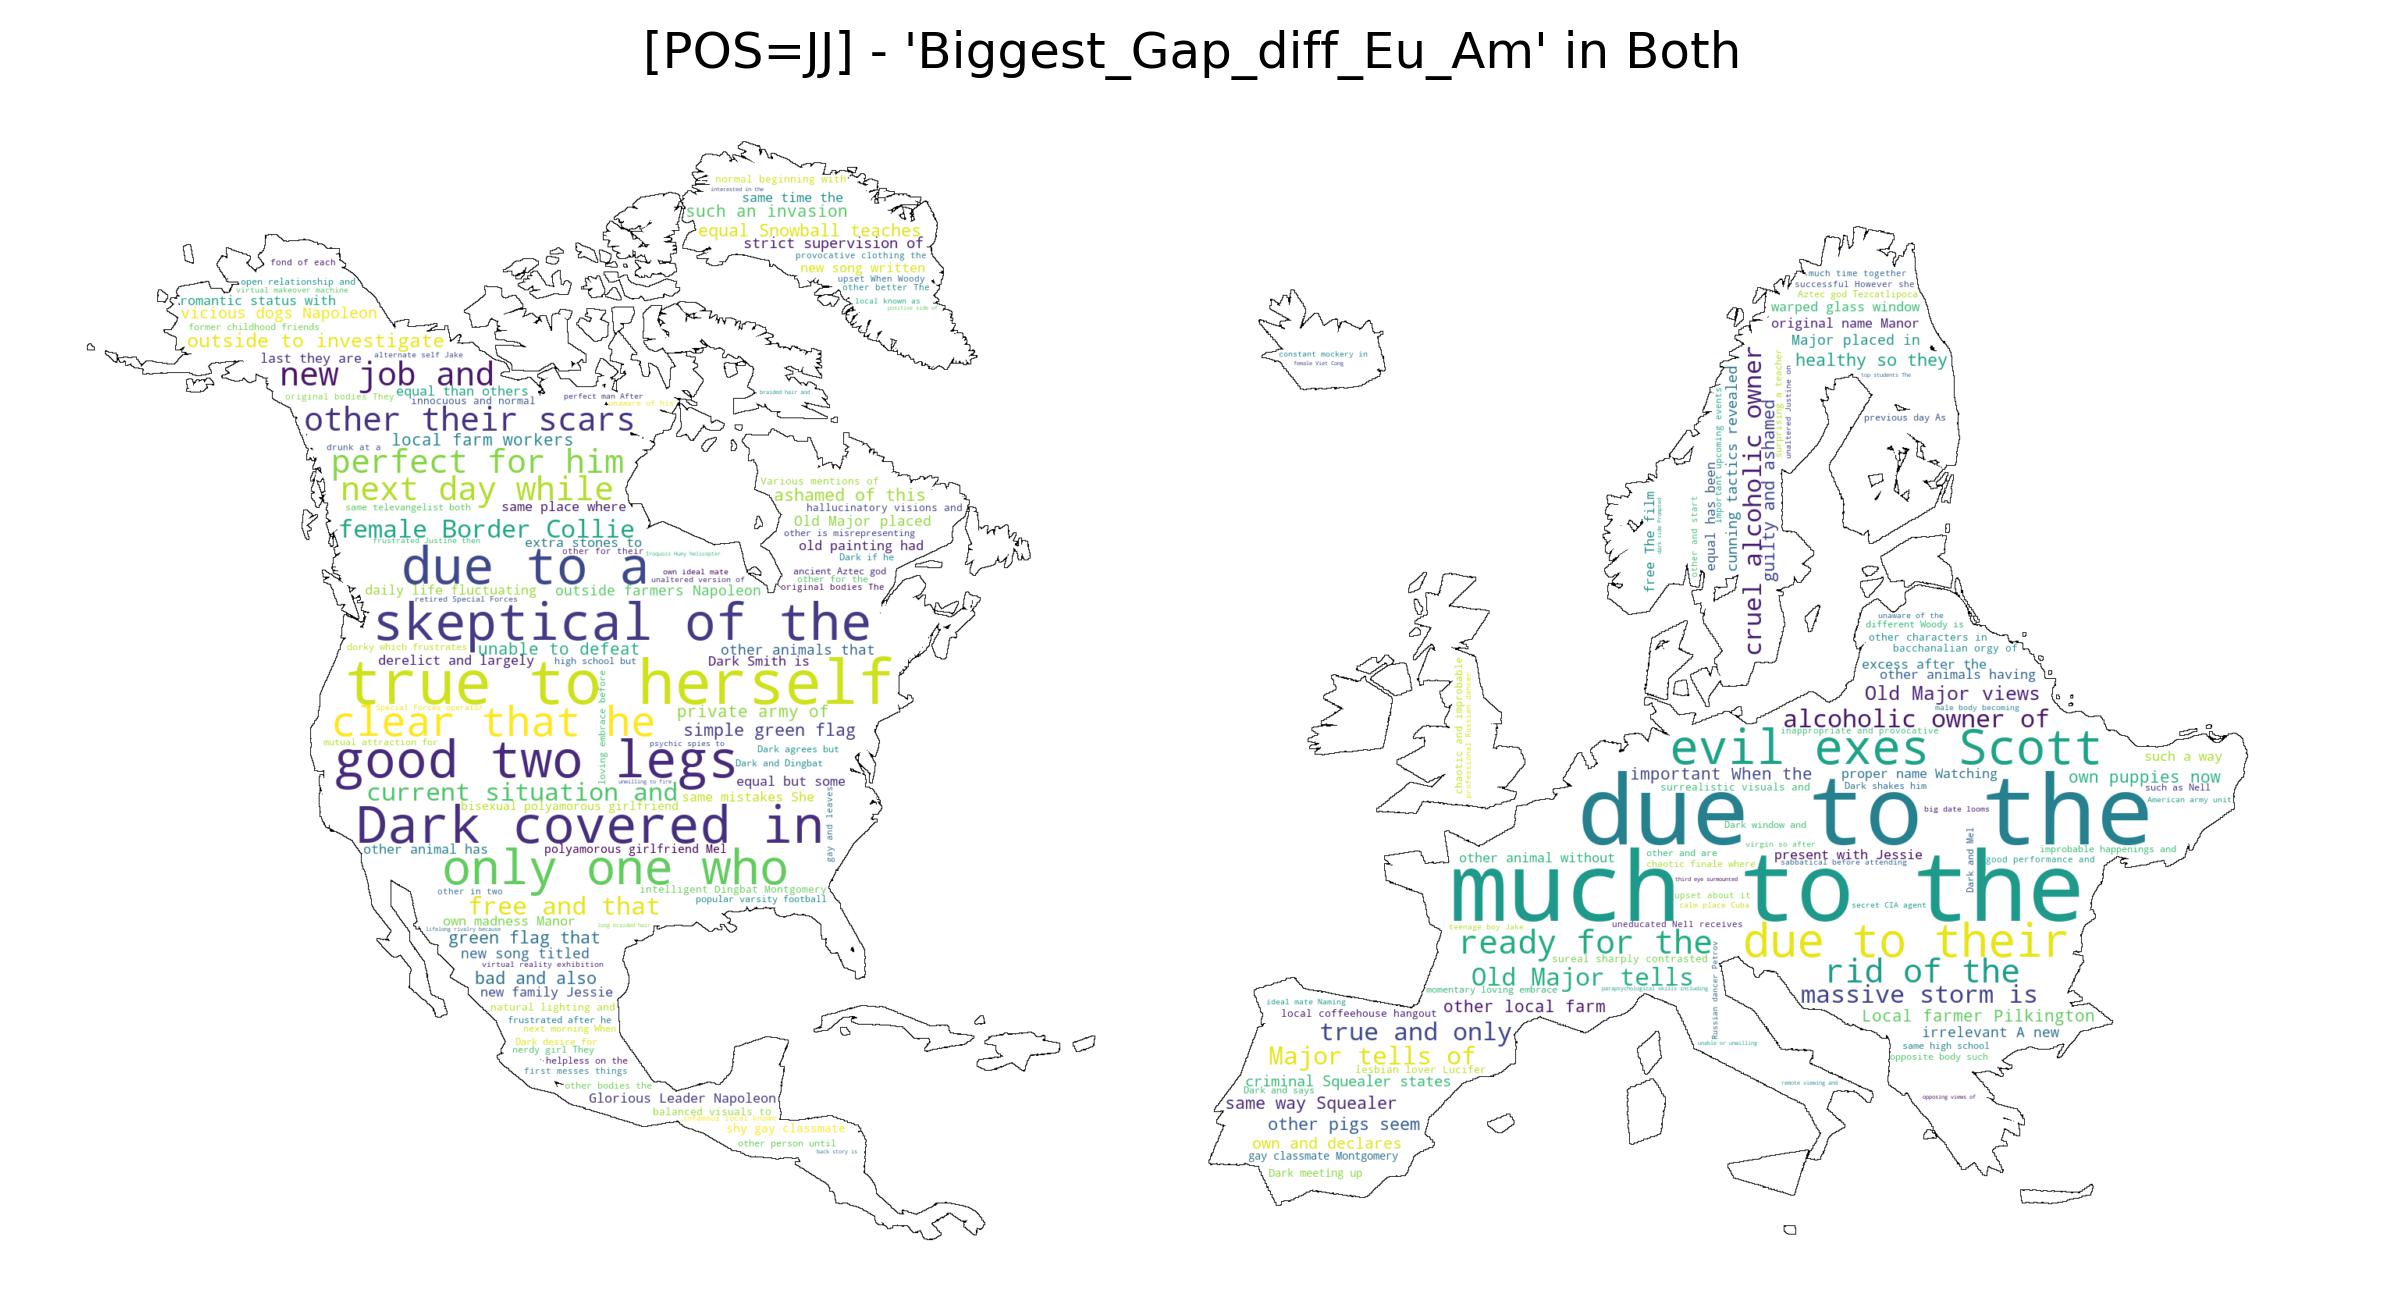 [POS=JJ] - 'Biggest_Gap_diff_Eu_Am' in Both
normal beginning with
interested in the
same time the
such an invasion
equal Snowball teaches
strict supervision of
provocative clothing the
new song written
upset When Woody
other better The
local known as
positive side of
fond of each
open relationship and
virtual makeover machine
romantic status with
vicious dogs Napoleon
former childhood friends
outside to investigate
last they are
alternate self Jake
new job and
equal than others
original bodies They
innocuous and normal
perfect man After
unaware of his
braided hair and
other their scars
local farm workers
drunk at a
perfect for him
next day while
same televangelist both
same place where
female Border Collie
frustrated Justine then
extra stones to
other for their
Iroquois Huey helicopter
Various mentions of
ashamed of this
hallucinatory visions and
Old Major placed
other is misrepresenting
old painting had
Dark if he
ancient Aztec god
other for the
original bodies The
due to a
own ideal mate
unaltered version of
daily life fluctuating
outside farmers Napoleon
retired Special Forces
skeptical of the
dorky which frustrates
unable to defeat
other animals that
derelict and largely
high school but
Dark Smith is
true to herself
loving embrace before
Special Forces operator
clear that he
private army of
simple green flag
mutual attraction for
psychic spies to
Dark agrees but
good two legs
Dark and Dingbat
unwilling to fire
equal but some
current situation and
same mistakes She
bisexual polyamorous girlfriend
gay and leaves
Dark covered in
other animal has
polyamorous girlfriend Mel
only one who
other in two
intelligent Dingbat Montgomery
popular varsity football
free and that
own madness Manor
long braided hair
lifelong rivalry because
green flag that
new song titled
virtual reality exhibition
bad and also
new family Jessie
natural lighting and
frustrated after he
next morning When
Dark desire for
nerdy girl They
helpless on the
first messes things
other bodies the
Glorious Leader Napoleon
balanced visuals to
infamous local known
shy gay classmate
other person until
back story is
constant mockery in
female Viet Cong
much time together
successful However she
Aztec god Tezcatlipoca
warped glass window
original name Manor
Major placed in
healthy so they
top students The
previous day As
surprising a teacher
unaltered Justine on
cruel alcoholic owner
guilty and ashamed
cunning tactics revealed
important upcoming events
equal has been
other and start
free The film
dark side Prompted
chaotic and improbable
professional Russian dancer
unaware of the
different Woody is
other characters in
bacchanalian orgy of
excess after the
other animals having
Old Major views
male body becoming
alcoholic owner of
inappropriate and provocative
evil exes Scott
such a way
important When the
proper name Watching
own puppies now
surrealistic visuals and
Dark shakes him
such as Nell
American army unit
due to the
big date looms
Dark window and
virgin so after
Dark and Mel
improbable happenings and
other animal without
other and are
present with Jessie
good performance and
chaotic finale where
sabbatical before attending
much to the
third eye surmounted
upset about it
calm place Cuba
secret CIA agent
teenage boy Jake
uneducated Nell receives
ready for the
due to their
sureal sharply contrasted
Russian dancer Petrov
rid of the
Old Major tells
momentary loving embrace
parapsychological skills including
massive storm is
ideal mate Naming
local coffeehouse hangout
other local farm
Local farmer Pilkington
true and only
irrelevant A new
unable or unwilling
same high school
Major tells of
opposite body such
lesbian lover Lucifer
criminal Squealer states
Dark and says
remote viewing and
same way Squealer
opposing views of
other pigs seem
own and declares
gay classmate Montgomery
Dark meeting up